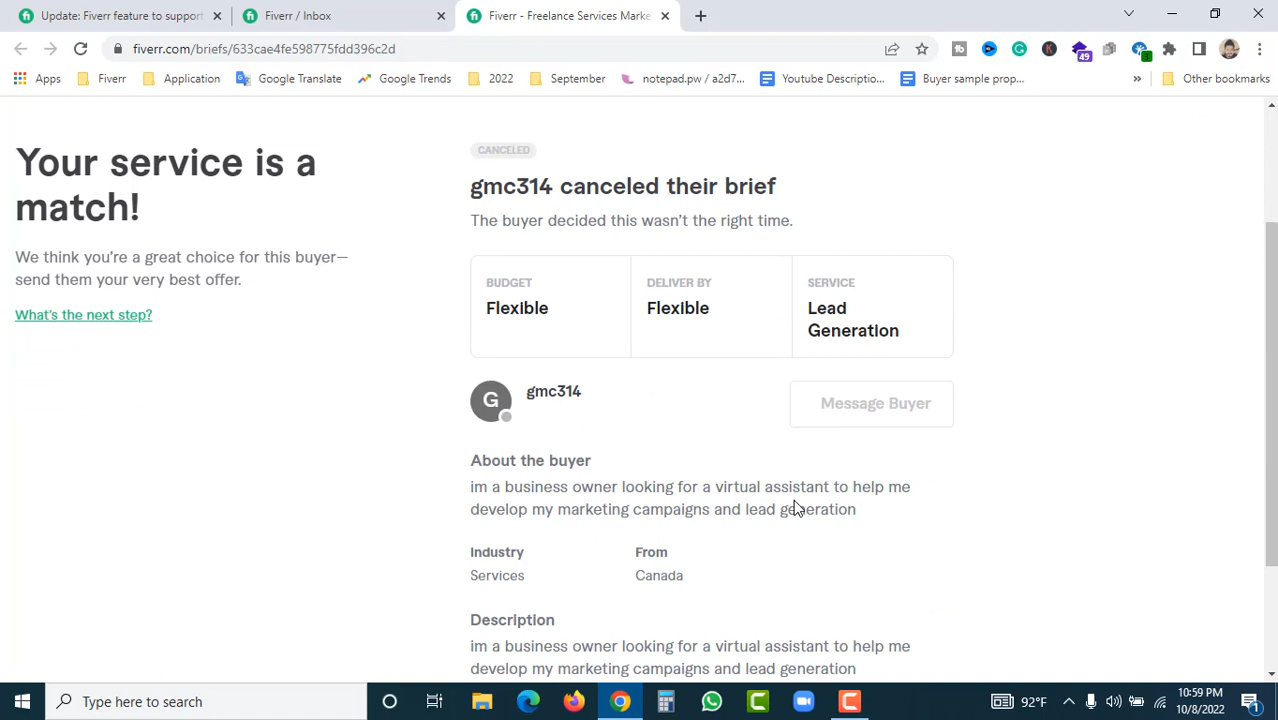 Update: Fiverr feature to support
Fiverr / Inbox
Fiverr - Freelance Services Marke
fiverr.com/briefs/633cae4fe598775fdd396c2d
49
3
Apps
Fiverr
Application
Google Translate
Google Trends
2022
September
notepad.pw / a2d7...
Youtube Descriptio...
Buyer sample prop...
»
Other bookmarks
Your service is a
match!
We think you're a great choice for this buyer—
send them your very best offer.
What's the next step?
CANCELED
gmc314 canceled their brief
The buyer decided this wasn't the right time.
BUDGET
Flexible
DELIVER BY
Flexible
SERVICE
Lead
Generation
G
gmc314
Message Buyer
About the buyer
im a business owner looking for a virtual assistant to help me
develop my marketing campaigns and lead generation
Industry
From
Services
Canada
Description
im a business owner looking for a virtual assistant to help me
develop my marketing campaigns and lead generation
Type here to search
92°F
10:59 PM
10/8/2022
1